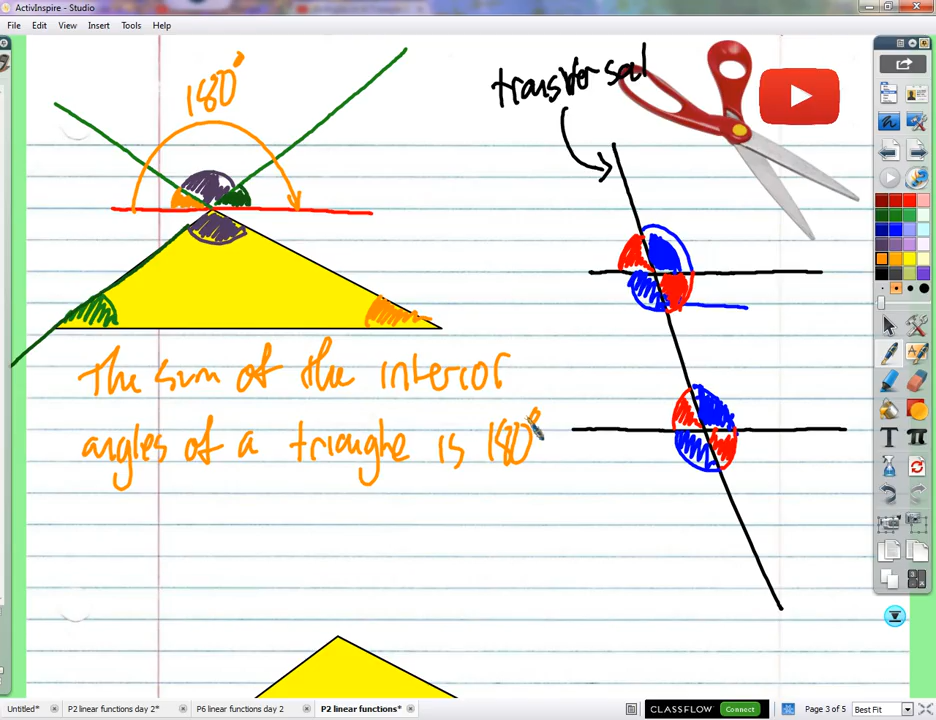 ActivInspire - Studio
File Edit View Insert Tools Help
180°
transfersal
The sum of the interior
angles of a trianghe is 180°
Untitled* P2 linear functions day 2* P6 linear functions day 2 P2 linear functions* CLASSFLOW Connect Page 3 of 5 Best Fit